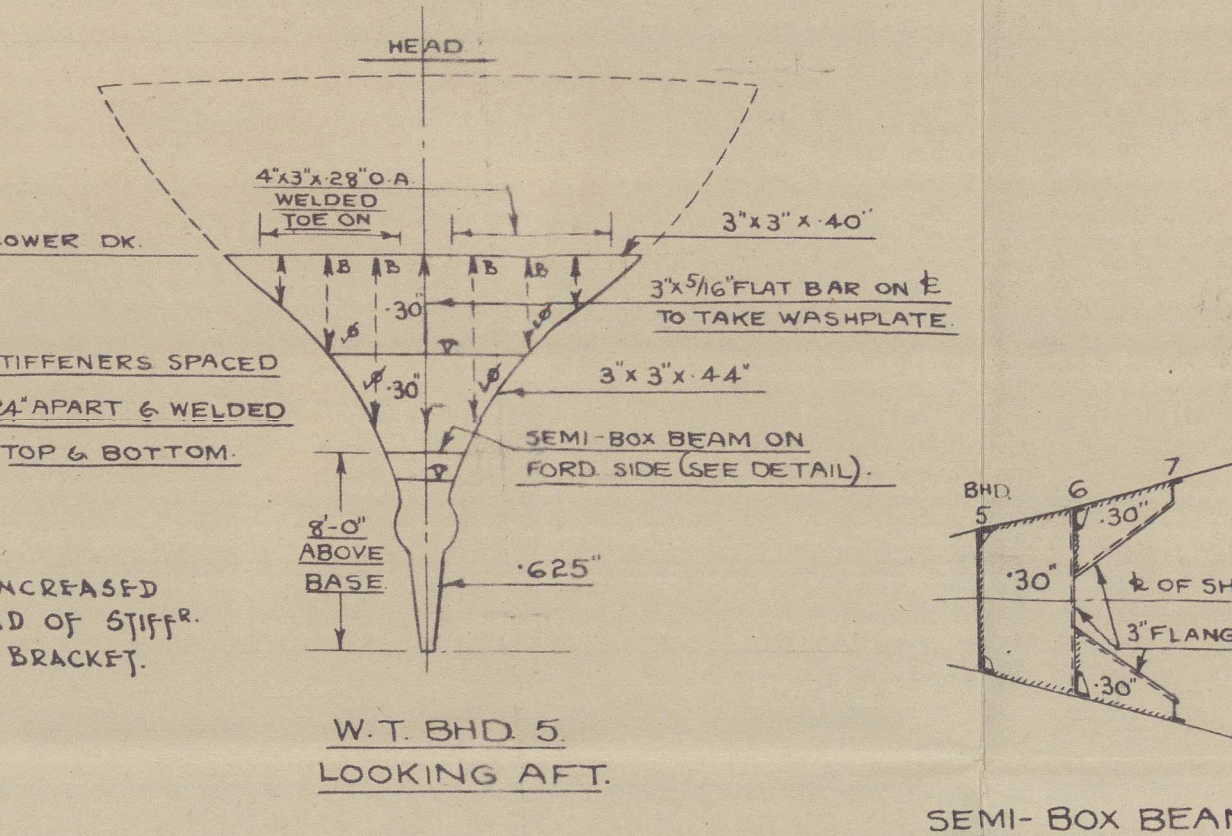 HEAD
4"x3"x·28" O.A.
WELDED
TOE ON
LOWER DK.
3"x3"x·40"
B B B B
·30"
3"x5/16" FLAT BAR ON ℄
TO TAKE WASHPLATE.
STIFFENERS SPACED
24" APART & WELDED
TOP & BOTTOM.
·30"
3"x3"x·44"
SEMI-BOX BEAM ON
FORD. SIDE (SEE DETAIL).
8'-0"
ABOVE
BASE.
·625"
INCREASED
OF STIFFR.
BRACKET.
W.T. BHD. 5.
LOOKING AFT.
BHD.
5
6
7
·30"
·30"
℄ OF SH
3" FLANG
·30"
SEMI-BOX BEAM